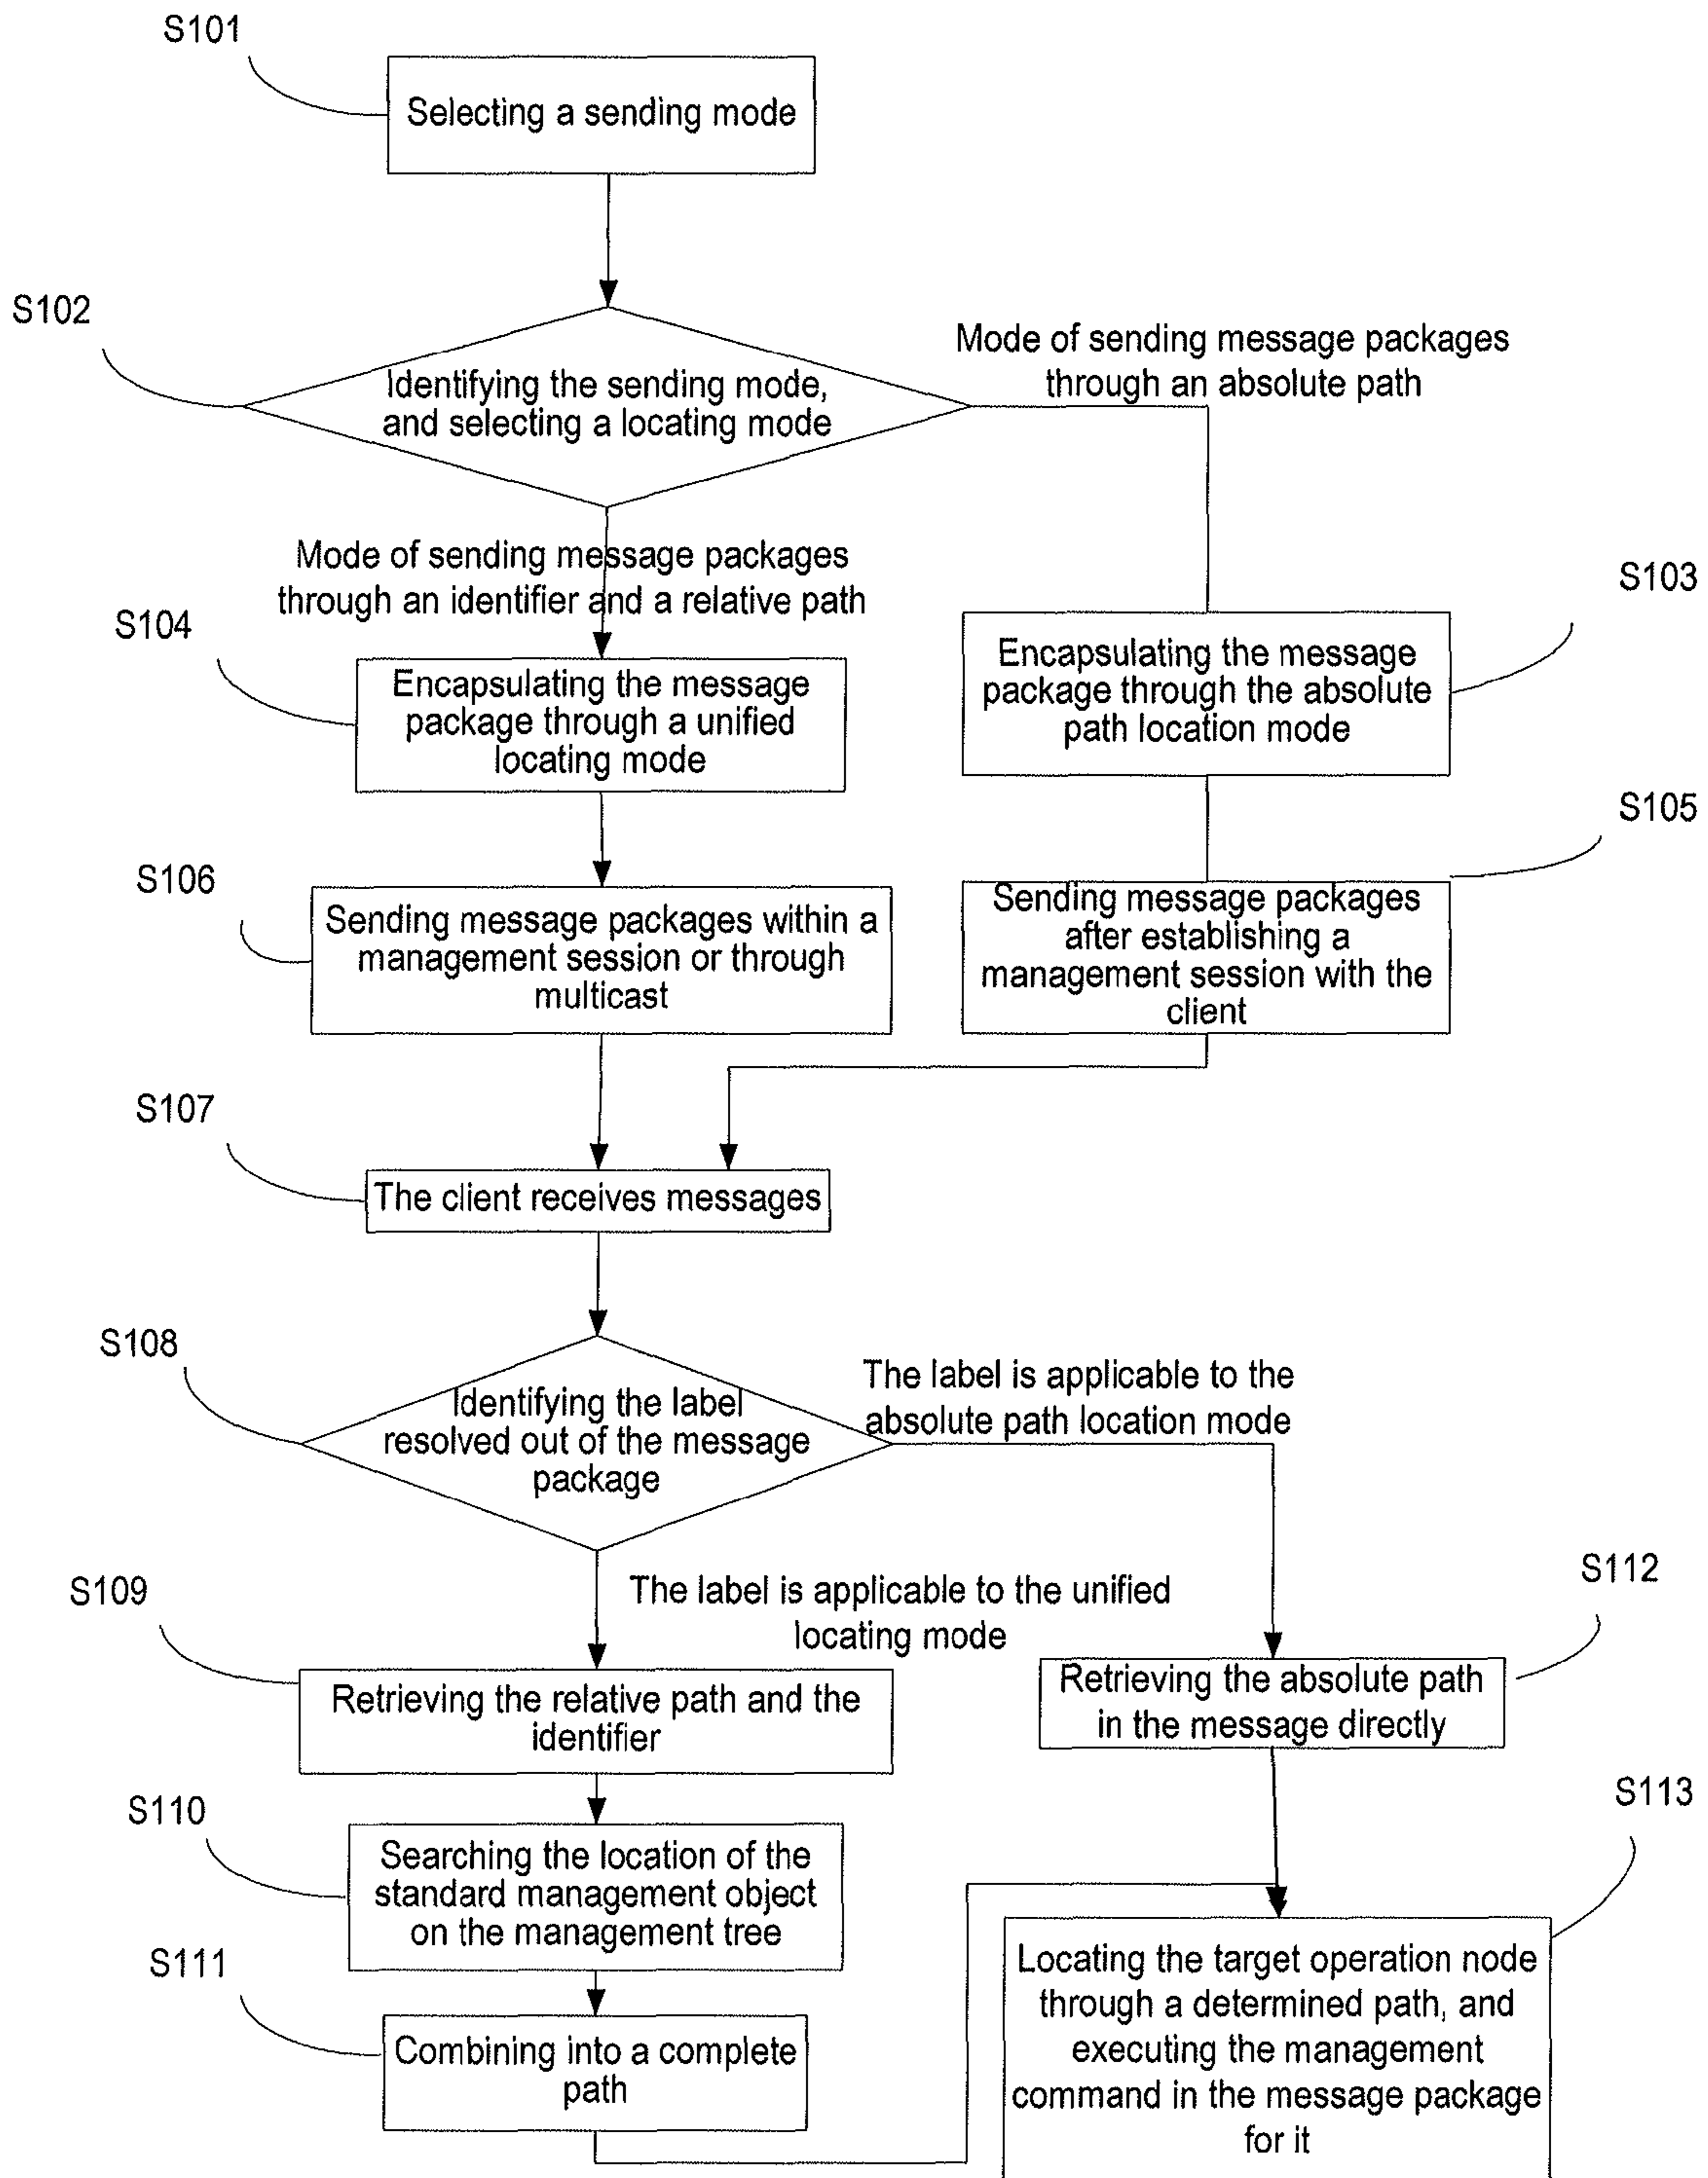 S101
Selecting a sending mode
S102
Identifying the sending mode,
and selecting a locating mode
Mode of sending message packages
through an absolute path
Mode of sending message packages
through an identifier and a relative path
S103
Encapsulating the message
package through the absolute
path location mode
S104
Encapsulating the message
package through a unified
locating mode
S105
Sending message packages
after establishing a
management session with the
client
S106
Sending message packages within a
management session or through
multicast
S107
The client receives messages
S108
Identifying the label
resolved out of the message
package
The label is applicable to the
absolute path location mode
The label is applicable to the unified
locating mode
S109
Retrieving the relative path and the
identifier
S112
Retrieving the absolute path
in the message directly
S110
Searching the location of the
standard management object
on the management tree
S113
Locating the target operation node
through a determined path, and
executing the management
command in the message package
for it
S111
Combining into a complete
path